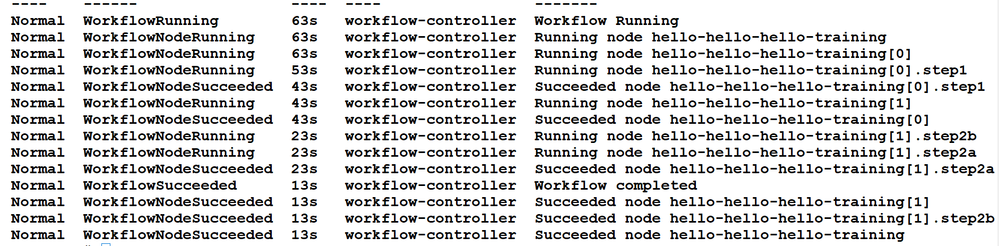 ----    ------                 ----  ----                 -------
Normal  WorkflowRunning        63s   workflow-controller  Workflow Running
Normal  WorkflowNodeRunning    63s   workflow-controller  Running node hello-hello-hello-training
Normal  WorkflowNodeRunning    63s   workflow-controller  Running node hello-hello-hello-training[0]
Normal  WorkflowNodeRunning    53s   workflow-controller  Running node hello-hello-hello-training[0].step1
Normal  WorkflowNodeSucceeded  43s   workflow-controller  Succeeded node hello-hello-hello-training[0].step1
Normal  WorkflowNodeRunning    43s   workflow-controller  Running node hello-hello-hello-training[1]
Normal  WorkflowNodeSucceeded  43s   workflow-controller  Succeeded node hello-hello-hello-training[0]
Normal  WorkflowNodeRunning    23s   workflow-controller  Running node hello-hello-hello-training[1].step2b
Normal  WorkflowNodeRunning    23s   workflow-controller  Running node hello-hello-hello-training[1].step2a
Normal  WorkflowNodeSucceeded  23s   workflow-controller  Succeeded node hello-hello-hello-training[1].step2a
Normal  WorkflowSucceeded      13s   workflow-controller  Workflow completed
Normal  WorkflowNodeSucceeded  13s   workflow-controller  Succeeded node hello-hello-hello-training[1]
Normal  WorkflowNodeSucceeded  13s   workflow-controller  Succeeded node hello-hello-hello-training[1].step2b
Normal  WorkflowNodeSucceeded  13s   workflow-controller  Succeeded node hello-hello-hello-training